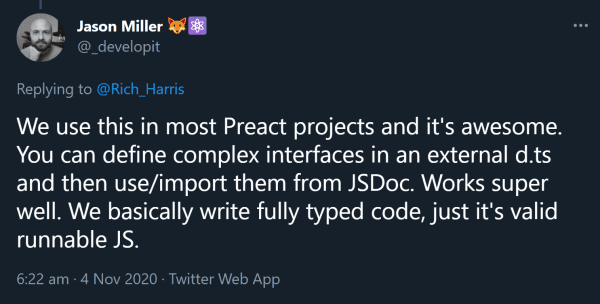 Jason Miller 🦊⚛
@_developit
Replying to @Rich_Harris
We use this in most Preact projects and it's awesome.
You can define complex interfaces in an external d.ts
and then use/import them from JSDoc. Works super
well. We basically write fully typed code, just it's valid
runnable JS.
6:22 am · 4 Nov 2020 · Twitter Web App